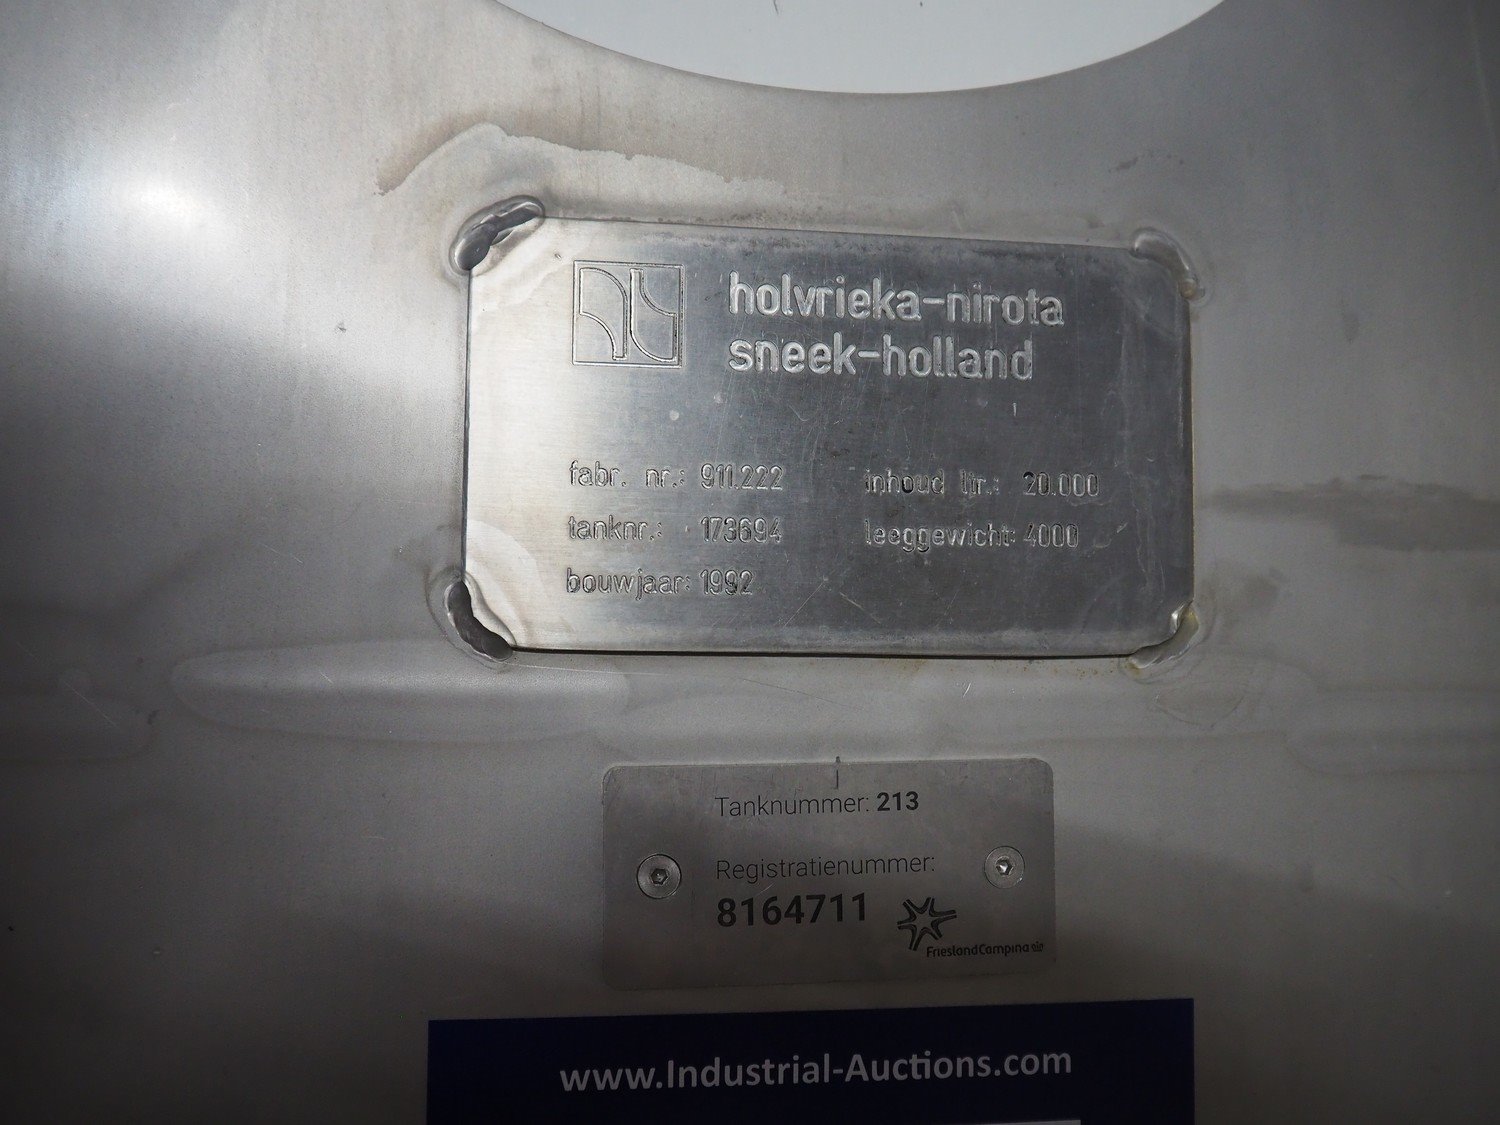 holvrieka-nirota
sneek-holland
fabr. nr.: 911.222 inhoud ltr.: 20.000
tanknr.: 173694 leeggewicht: 4000
bouwjaar: 1992
Tanknummer: 213
Registratienummer:
8164711
FrieslandCampina
www.Industrial-Auctions.com